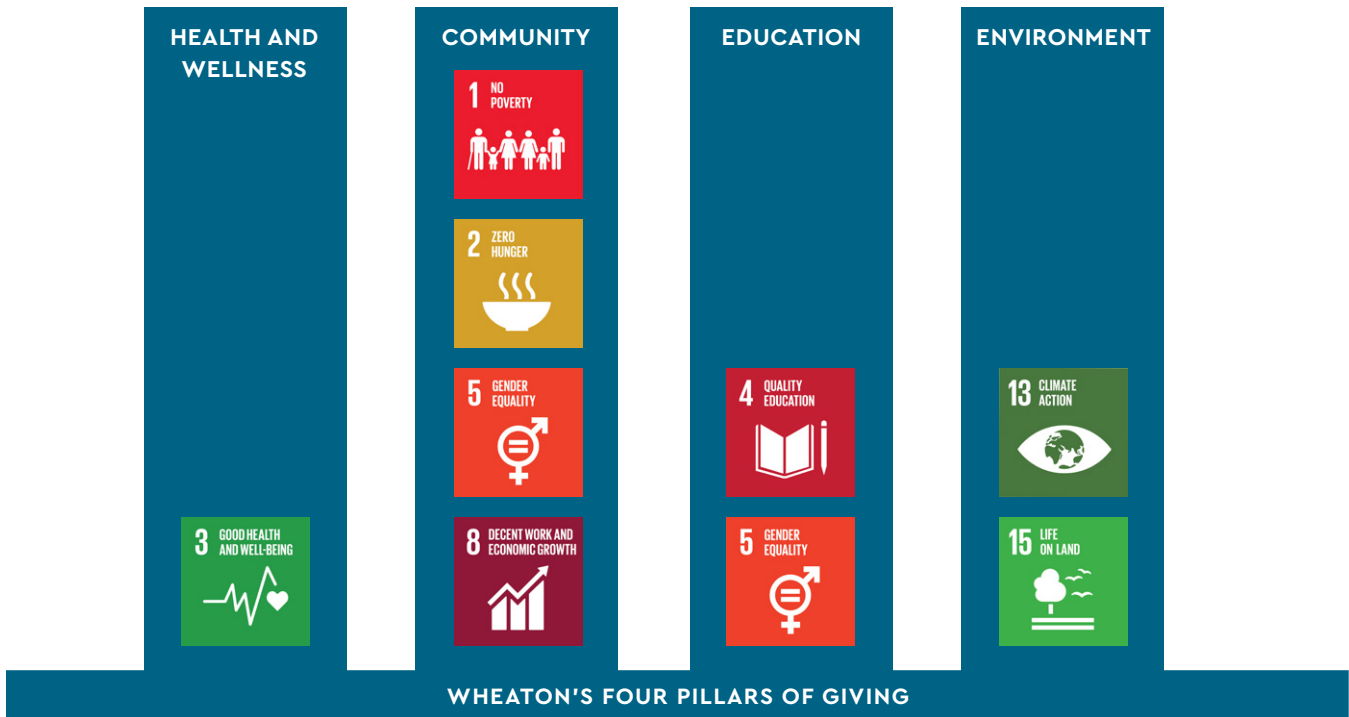 HEALTH AND
WELLNESS
3 GOOD HEALTH
AND WELL-BEING
COMMUNITY
1 NO
POVERTY
2 ZERO
HUNGER
5 GENDER
EQUALITY
8 DECENT WORK AND
ECONOMIC GROWTH
EDUCATION
4 QUALITY
EDUCATION
5 GENDER
EQUALITY
ENVIRONMENT
13 CLIMATE
ACTION
15 LIFE
ON LAND
WHEATON'S FOUR PILLARS OF GIVING